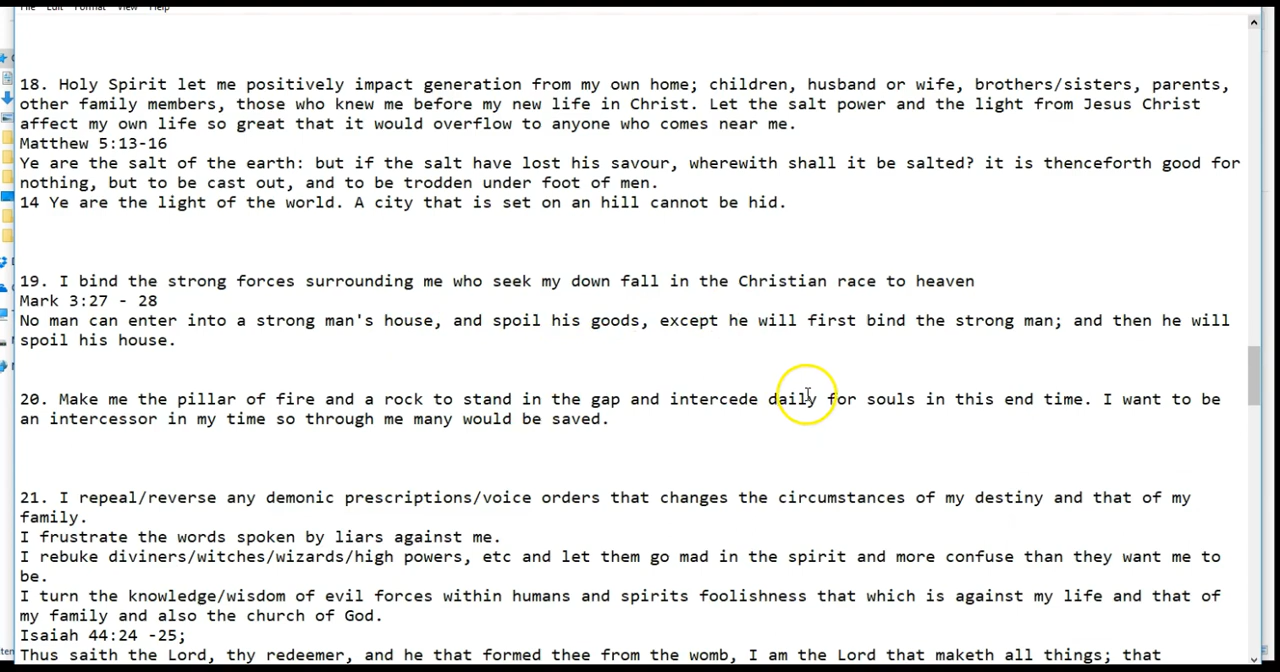 File Edit Format View Help
18. Holy Spirit let me positively impact generation from my own home; children, husband or wife, brothers/sisters, parents,
other family members, those who knew me before my new life in Christ. Let the salt power and the light from Jesus Christ
affect my own life so great that it would overflow to anyone who comes near me.
Matthew 5:13-16
Ye are the salt of the earth: but if the salt have lost his savour, wherewith shall it be salted? it is thenceforth good for
nothing, but to be cast out, and to be trodden under foot of men.
14 Ye are the light of the world. A city that is set on an hill cannot be hid.
19. I bind the strong forces surrounding me who seek my down fall in the Christian race to heaven
Mark 3:27 - 28
No man can enter into a strong man's house, and spoil his goods, except he will first bind the strong man; and then he will
spoil his house.
20. Make me the pillar of fire and a rock to stand in the gap and intercede daily for souls in this end time. I want to be
an intercessor in my time so through me many would be saved.
21. I repeal/reverse any demonic prescriptions/voice orders that changes the circumstances of my destiny and that of my
family.
I frustrate the words spoken by liars against me.
I rebuke diviners/witches/wizards/high powers, etc and let them go mad in the spirit and more confuse than they want me to
be.
I turn the knowledge/wisdom of evil forces within humans and spirits foolishness that which is against my life and that of
my family and also the church of God.
Isaiah 44:24 -25;
Thus saith the Lord, thy redeemer, and he that formed thee from the womb, I am the Lord that maketh all things; that